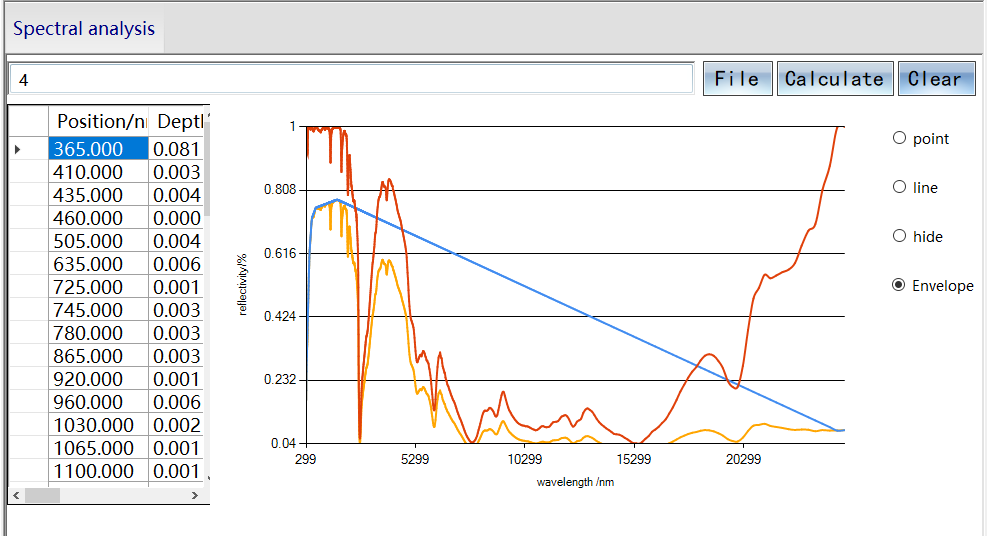 Spectral analysis
4
File Calculate Clear
Position/n Depth
365.000 0.081
410.000 0.003
435.000 0.004
460.000 0.000
505.000 0.004
635.000 0.006
725.000 0.001
745.000 0.003
780.000 0.003
865.000 0.003
920.000 0.001
960.000 0.006
1030.000 0.002
1065.000 0.001
1100.000 0.001
1
0.808
0.616
0.424
0.232
0.04
reflectivity/%
299 5299 10299 15299 20299
wavelength /nm
point
line
hide
Envelope